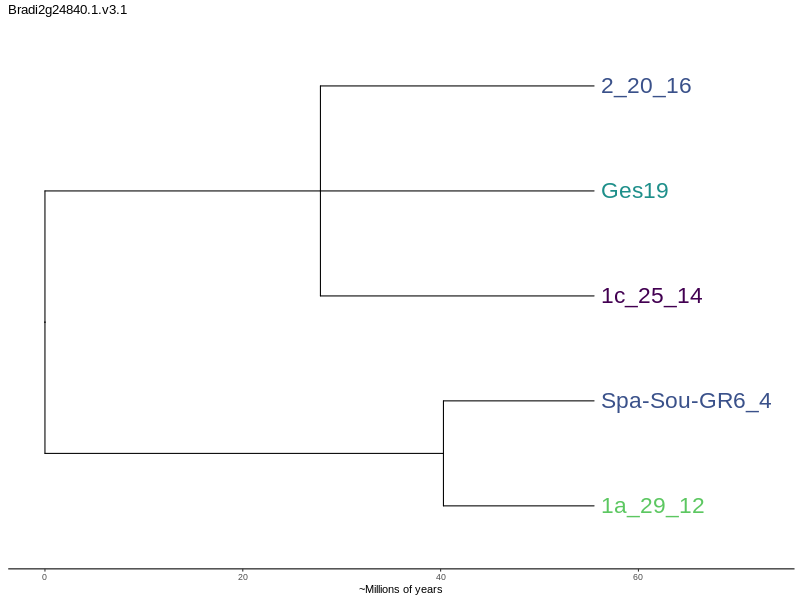 Bradi2g24840.1.v3.1
2_20_16
Ges19
1c_25_14
Spa-Sou-GR6_4
1a_29_12
0 20 40 60
~Millions of years